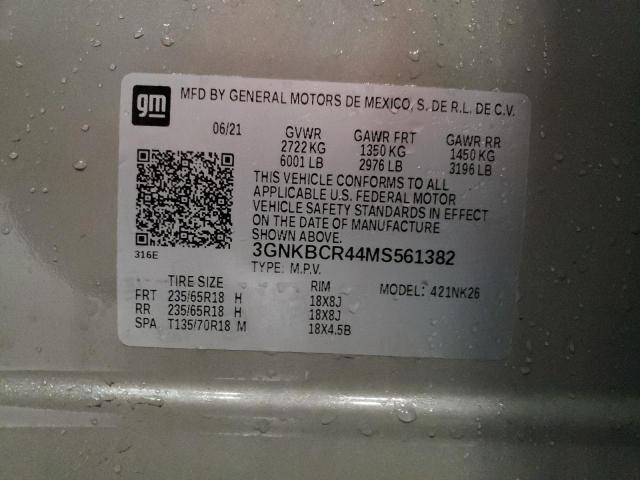 gm
MFD BY GENERAL MOTORS DE MEXICO, S. DE R.L. DE C.V.
06/21 GVWR GAWR FRT GAWR RR
2722 KG 1350 KG 1450 KG
6001 LB 2976 LB 3196 LB
THIS VEHICLE CONFORMS TO ALL
APPLICABLE U.S. FEDERAL MOTOR
VEHICLE SAFETY STANDARDS IN EFFECT
ON THE DATE OF MANUFACTURE
SHOWN ABOVE.
316E
3GNKBCR44MS561382
TYPE: M.P.V.
TIRE SIZE RIM MODEL: 421NK26
FRT 235/65R18 H 18X8J
RR 235/65R18 H 18X8J
SPA T135/70R18 M 18X4.5B